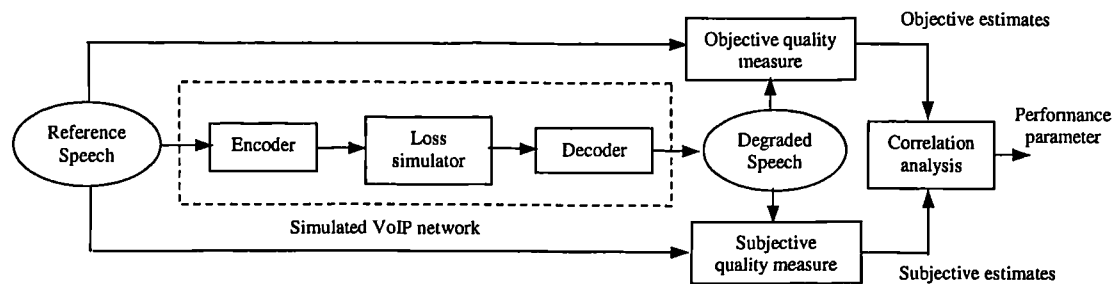 Objective estimates
Objective quality
measure
Performance
parameter
Reference
Speech
Encoder
Loss
simulator
Decoder
Degraded
Speech
Correlation
analysis
Simulated VoIP network
Subjective
quality measure
Subjective estimates